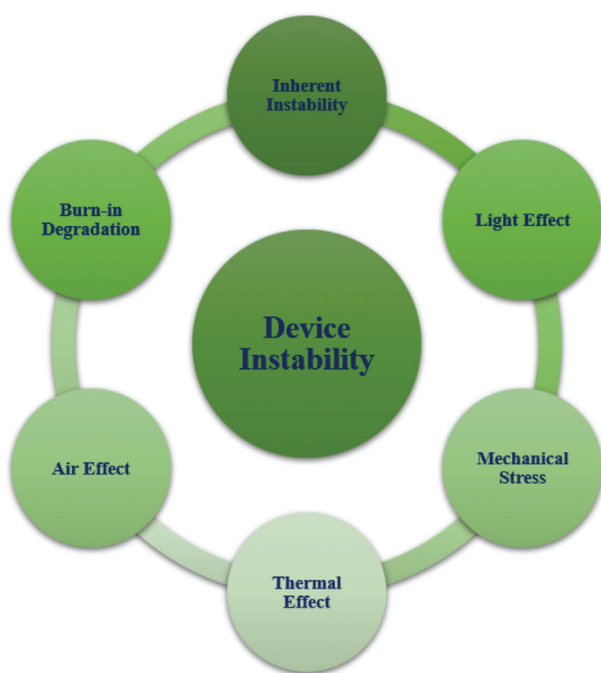 Inherent
Instability
Burn-in
Degradation
Light Effect
Device
Instability
Air Effect
Mechanical
Stress
Thermal
Effect